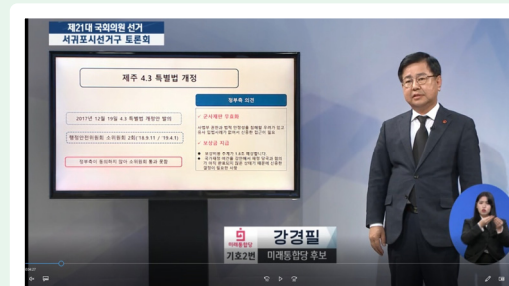 제21대 국회의원 선거
서귀포시선거구 토론회
제주 4.3 특별법 개정
정부측 의견
2017년 12월 19일 4.3 특별법 개정안 발의
✓ 군사재판 무효화
행정안전위원회 소위원회 2회('18.9.11 / '19.4.1)
✓ 보상금 지급
정부측이 동의하지 않아 소위원회 통과 못함
미래통합당
기호2번
강경필
미래통합당 후보